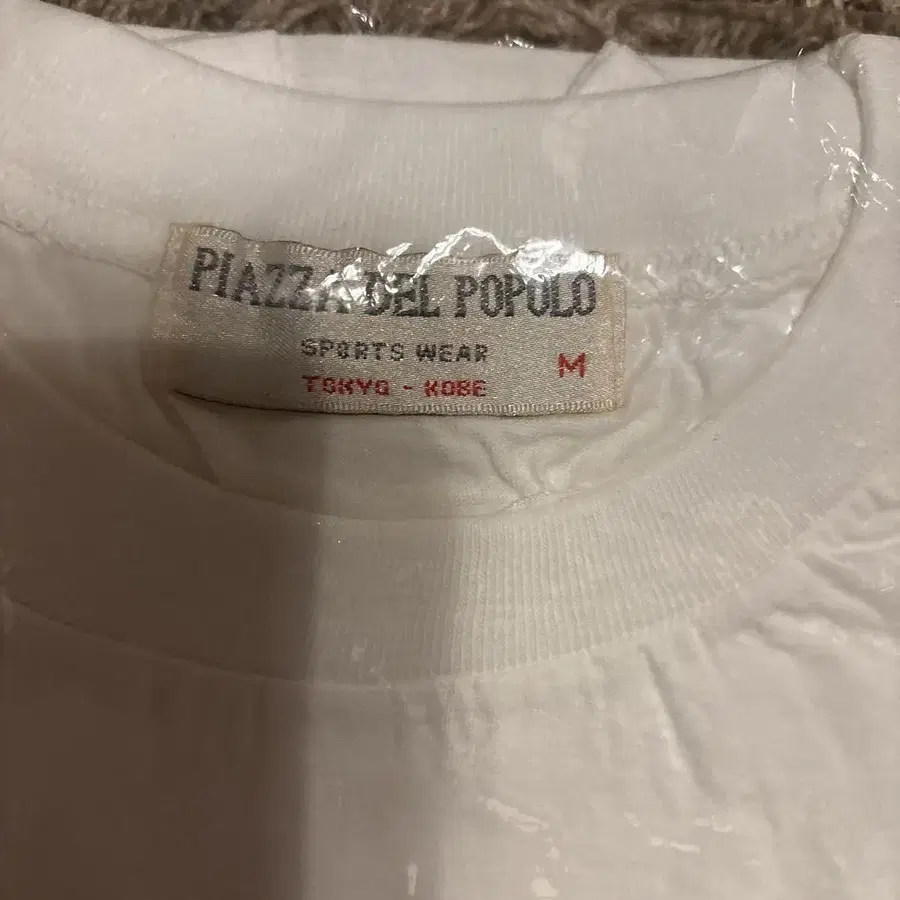 PIAZZA DEL POPOLO
SPORTS WEAR
M
TOKYO - KOBE